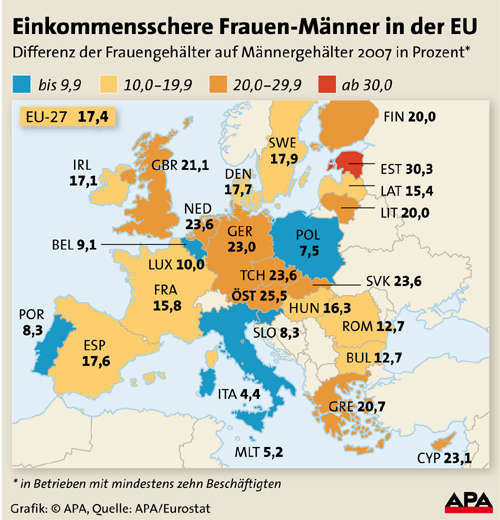 Einkommensschere Frauen-Männer in der EU
Differenz der Frauengehälter auf Männergehälter 2007 in Prozent*
bis 9,9
10,0–19,9
20,0–29,9
ab 30,0
EU-27 17,4
FIN 20,0
SWE
17,9
IRL
17,1
GBR 21,1
DEN
17,7
EST 30,3
LAT 15,4
LIT 20,0
NED
23,6
GER
23,0
POL
7,5
BEL 9,1
LUX 10,0
TCH 23,6
SVK 23,6
FRA
15,8
ÖST 25,5
HUN 16,3
POR
8,3
ESP
17,6
SLO 8,3
ROM 12,7
BUL 12,7
ITA 4,4
GRE 20,7
MLT 5,2
CYP 23,1
* in Betrieben mit mindestens zehn Beschäftigten
Grafik: © APA, Quelle: APA/Eurostat
APA